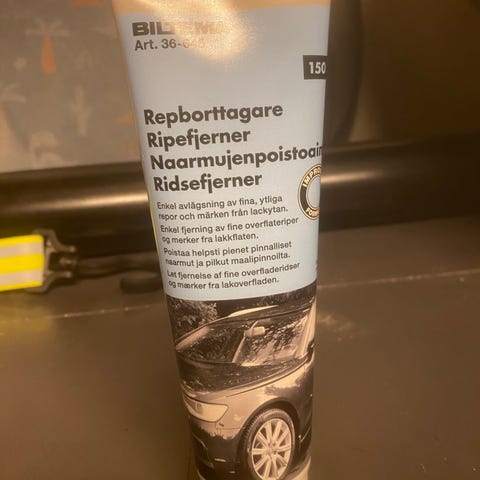 BILTEMA
Art. 36-
150
Repborttagare
Ripefjerner
Naarmujenpoistoain
Ridsefjerner
Enkel avlägsning av fina, ytliga
repor och märken från lackytan.
Enkel fjerning av fine overflateriper
og merker fra lakkflaten.
Poistaa helpsti pienet pinnalliset
naarmut ja pilkut maalipinnoilta.
Let fjernelse af fine overfladeridser
og mærker fra lakoverfladen.